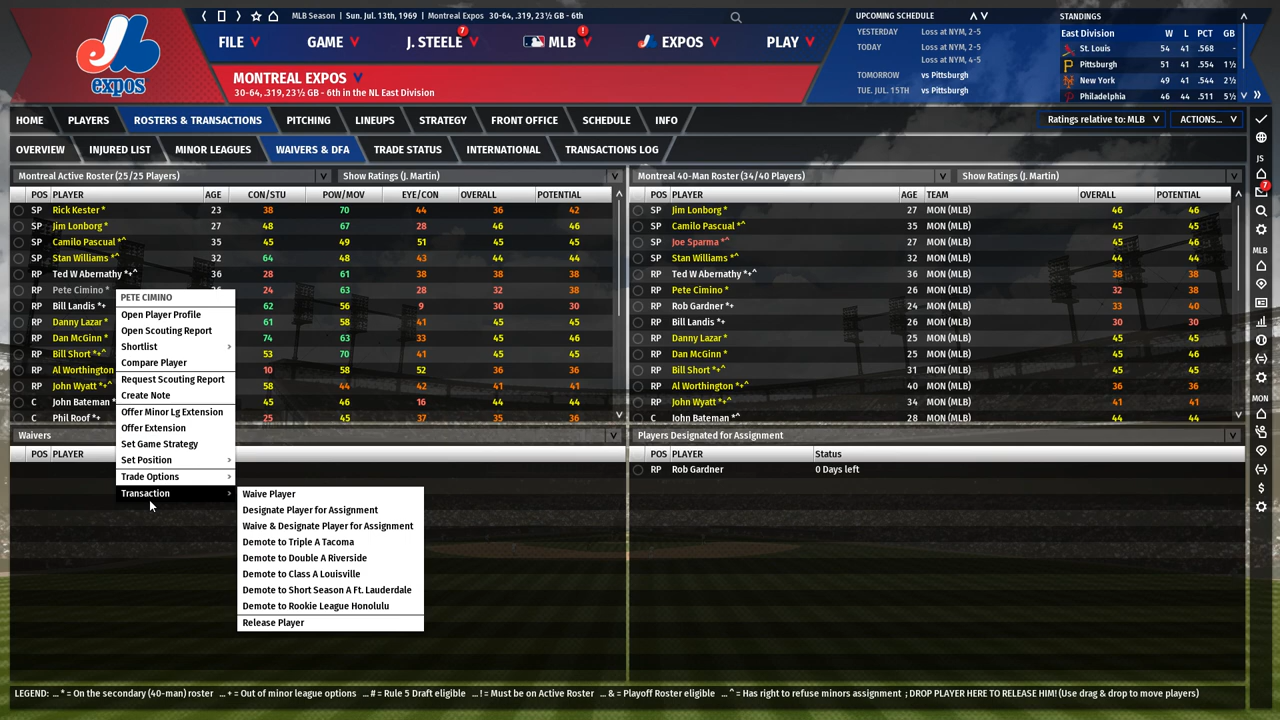 MLB Season | Sun. Jul. 13th, 1969 | Montreal Expos 30-64, .319, 23½ GB - 6th
FILE GAME J. STEELE 7 MLB ! EXPOS PLAY
expos
MONTREAL EXPOS
30-64, .319, 23½ GB - 6th in the NL East Division
UPCOMING SCHEDULE
YESTERDAY Loss at NYM, 2-5
TODAY Loss at NYM, 2-5
Loss at NYM, 4-5
TOMORROW vs Pittsburgh
TUE. JUL. 15TH vs Pittsburgh
STANDINGS
East Division W L PCT GB
St. Louis 54 41 .568 -
Pittsburgh 51 41 .554 1½
New York 49 41 .544 2½
Philadelphia 46 44 .511 5½
HOME PLAYERS ROSTERS & TRANSACTIONS PITCHING LINEUPS STRATEGY FRONT OFFICE SCHEDULE INFO
Ratings relative to: MLB ACTIONS...
OVERVIEW INJURED LIST MINOR LEAGUES WAIVERS & DFA TRADE STATUS INTERNATIONAL TRANSACTIONS LOG
Montreal Active Roster (25/25 Players) Show Ratings (J. Martin)
POS PLAYER AGE CON/STU POW/MOV EYE/CON OVERALL POTENTIAL
SP Rick Kester * 23 38 70 44 36 42
SP Jim Lonborg * 27 48 67 28 46 46
SP Camilo Pascual *^ 35 45 49 51 45 45
SP Stan Williams *^ 32 64 48 43 44 44
RP Ted W Abernathy *+^ 36 28 61 38 38 38
RP Pete Cimino * 26 24 63 28 32 38
RP Bill Landis *+ 62 56 9 30 30
RP Danny Lazar * 61 58 41 45 45
RP Dan McGinn * 74 63 33 45 46
RP Bill Short *+^ 53 70 41 45 45
RP Al Worthington 10 58 52 36 36
RP John Wyatt *+^ 58 44 42 41 41
C John Bateman * 45 46 16 44 44
C Phil Roof *+ 25 45 37 35 36
Montreal 40-Man Roster (34/40 Players) Show Ratings (J. Martin)
POS PLAYER AGE TEAM OVERALL POTENTIAL
SP Jim Lonborg * 27 MON (MLB) 46 46
SP Camilo Pascual *^ 35 MON (MLB) 45 45
SP Joe Sparma *^ 27 MON (MLB) 45 46
SP Stan Williams *^ 32 MON (MLB) 44 44
RP Ted W Abernathy *+^ 36 MON (MLB) 38 38
RP Pete Cimino * 26 MON (MLB) 32 38
RP Rob Gardner *+ 24 MON (MLB) 33 40
RP Bill Landis *+ 26 MON (MLB) 30 30
RP Danny Lazar * 25 MON (MLB) 45 45
RP Dan McGinn * 25 MON (MLB) 45 46
RP Bill Short *+^ 31 MON (MLB) 45 45
RP Al Worthington *+^ 40 MON (MLB) 36 36
RP John Wyatt *+^ 34 MON (MLB) 41 41
C John Bateman *^ 28 MON (MLB) 44 44
PETE CIMINO
Open Player Profile
Open Scouting Report
Shortlist
Compare Player
Request Scouting Report
Create Note
Offer Minor Lg Extension
Offer Extension
Set Game Strategy
Set Position
Trade Options
Transaction
Waive Player
Designate Player for Assignment
Waive & Designate Player for Assignment
Demote to Triple A Tacoma
Demote to Double A Riverside
Demote to Class A Louisville
Demote to Short Season A Ft. Lauderdale
Demote to Rookie League Honolulu
Release Player
Waivers
POS PLAYER
Players Designated for Assignment
POS PLAYER Status
RP Rob Gardner 0 Days left
JS
7
MLB
MON
LEGEND: ... * = On the secondary (40-man) roster ... + = Out of minor league options ... # = Rule 5 Draft eligible ... ! = Must be on Active Roster ... & = Playoff Roster eligible ... ^ = Has right to refuse minors assignment ; DROP PLAYER HERE TO RELEASE HIM! (Use drag & drop to move players)